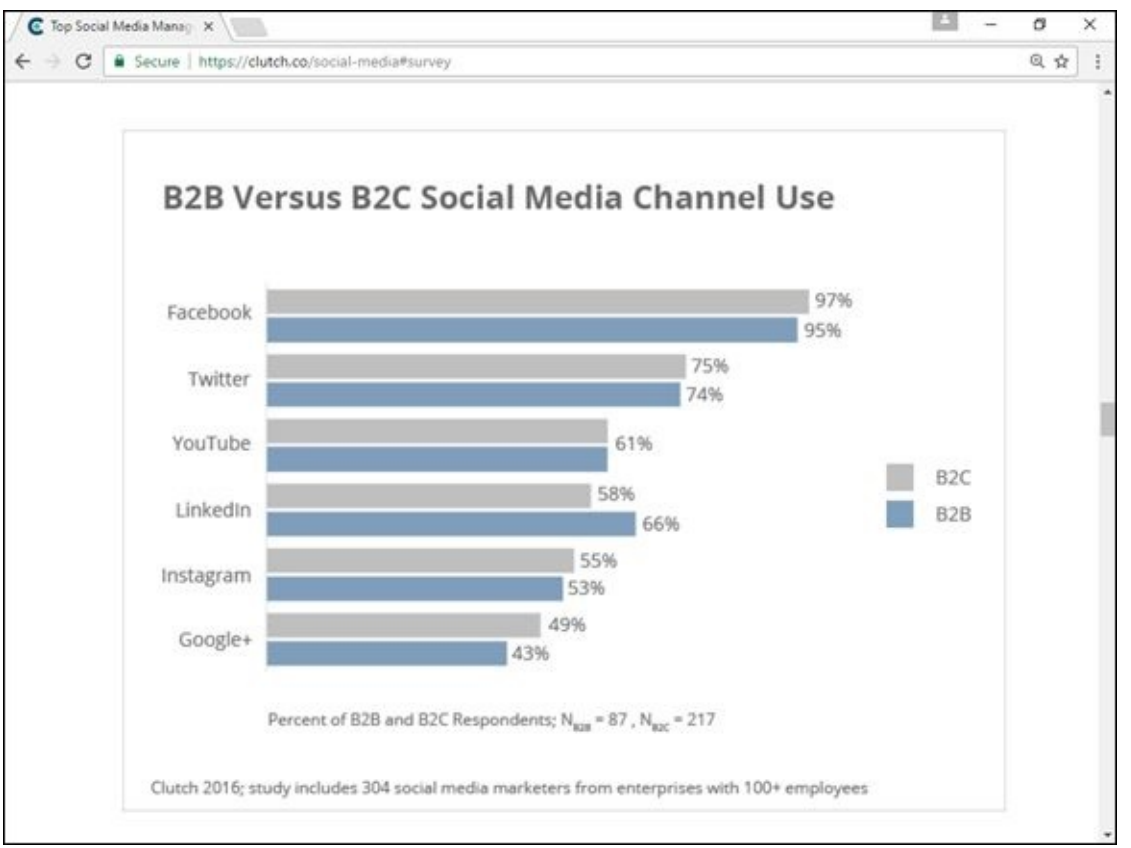 Top Social Media Manag
Secure | https://clutch.co/social-media#survey
B2B Versus B2C Social Media Channel Use
Facebook
97%
95%
Twitter
75%
74%
YouTube
61%
LinkedIn
58%
66%
Instagram
55%
53%
Google+
49%
43%
B2C
B2B
Percent of B2B and B2C Respondents; N B2B = 87 , N B2C = 217
Clutch 2016; study includes 304 social media marketers from enterprises with 100+ employees